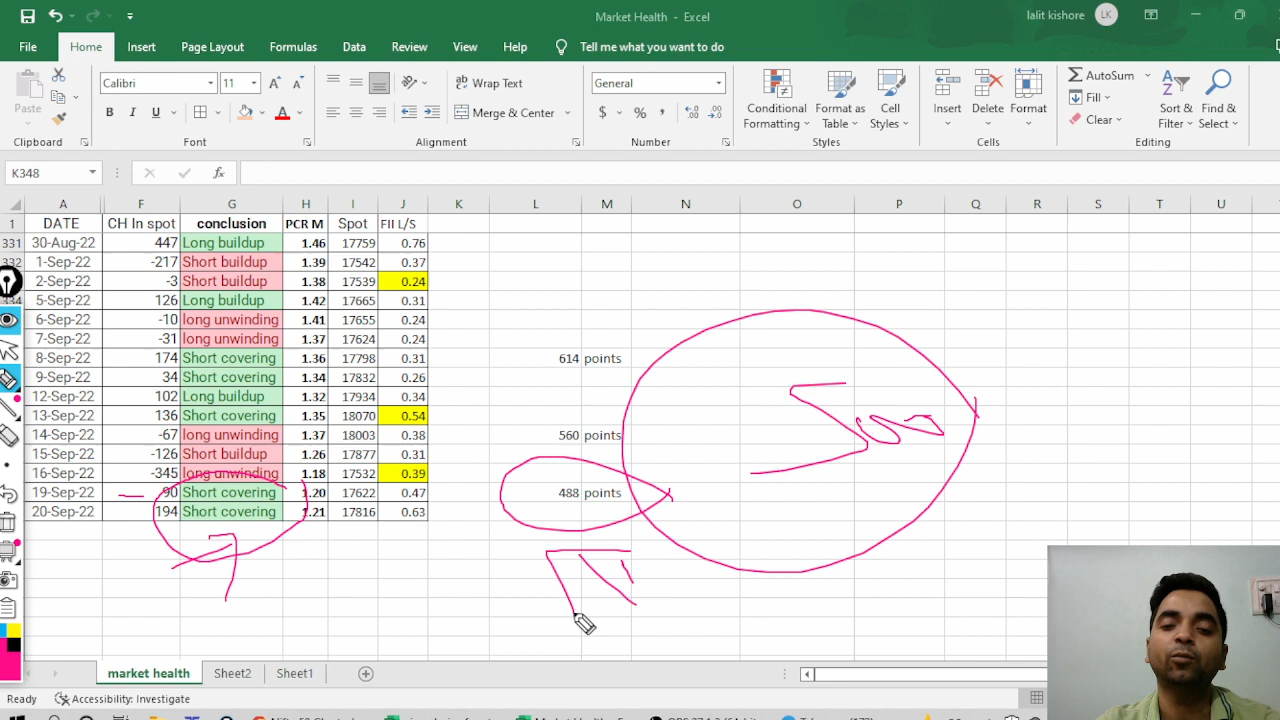 Market Health - Excel
lalit kishore
LK
File Home Insert Page Layout Formulas Data Review View Help Tell me what you want to do
Paste
Calibri 11
Wrap Text
General
Merge & Center
Conditional Formatting
Format as Table
Cell Styles
Insert Delete Format
AutoSum
Fill
Clear
Sort & Filter
Find & Select
Clipboard Font Alignment Number Styles Cells Editing
K348
A F G H I J K L M N O P Q R S T U
1 DATE CH In spot conclusion PCR M Spot FII L/S
331 30-Aug-22 447 Long buildup 1.46 17759 0.76
332 1-Sep-22 -217 Short buildup 1.39 17542 0.37
2-Sep-22 -3 Short buildup 1.38 17539 0.24
334 5-Sep-22 126 Long buildup 1.42 17665 0.31
6-Sep-22 -10 long unwinding 1.41 17655 0.24
7-Sep-22 -31 long unwinding 1.37 17624 0.24
8-Sep-22 174 Short covering 1.36 17798 0.31 614 points
9-Sep-22 34 Short covering 1.34 17832 0.26
12-Sep-22 102 Long buildup 1.32 17934 0.34
13-Sep-22 136 Short covering 1.35 18070 0.54
14-Sep-22 -67 long unwinding 1.37 18003 0.38 560 points
15-Sep-22 -126 Short buildup 1.26 17877 0.31
16-Sep-22 -345 long unwinding 1.18 17532 0.39
19-Sep-22 90 Short covering 1.20 17622 0.47 488 points
20-Sep-22 194 Short covering 1.21 17816 0.63
market health Sheet2 Sheet1
Ready Accessibility: Investigate